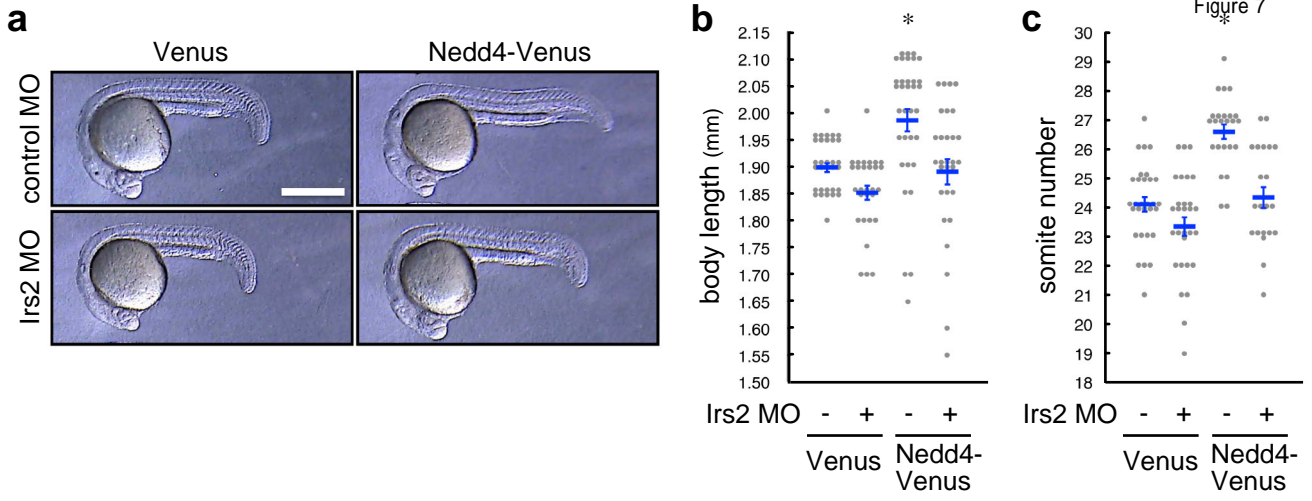 Figure 7
a
Venus
Nedd4-Venus
control MO
Irs2 MO
b
*
body length (mm)
2.15
2.10
2.05
2.00
1.95
1.90
1.85
1.80
1.75
1.70
1.65
1.60
1.55
1.50
Irs2 MO - + - +
Venus
Nedd4-
Venus
c
*
somite number
30
29
28
27
26
25
24
23
22
21
20
19
18
Irs2 MO - + - +
Venus
Nedd4-
Venus